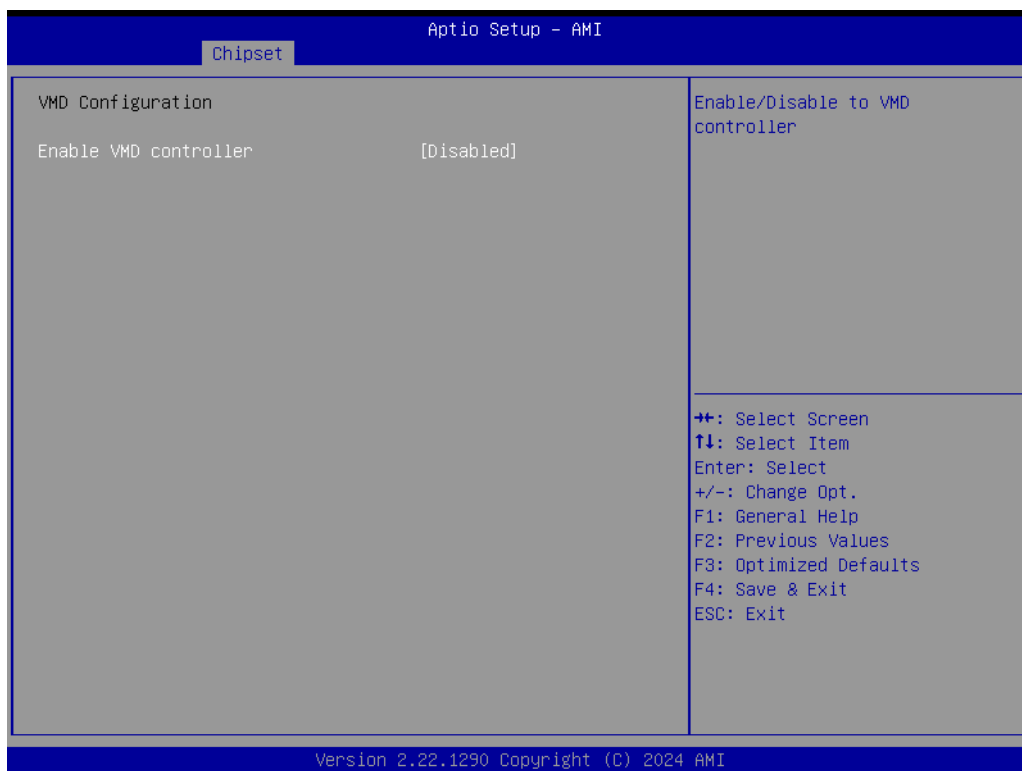 Aptio Setup – AMI
Chipset
VMD Configuration
Enable VMD controller [Disabled]
Enable/Disable to VMD
controller
→←: Select Screen
↑↓: Select Item
Enter: Select
+/-: Change Opt.
F1: General Help
F2: Previous Values
F3: Optimized Defaults
F4: Save & Exit
ESC: Exit
Version 2.22.1290 Copyright (C) 2024 AMI